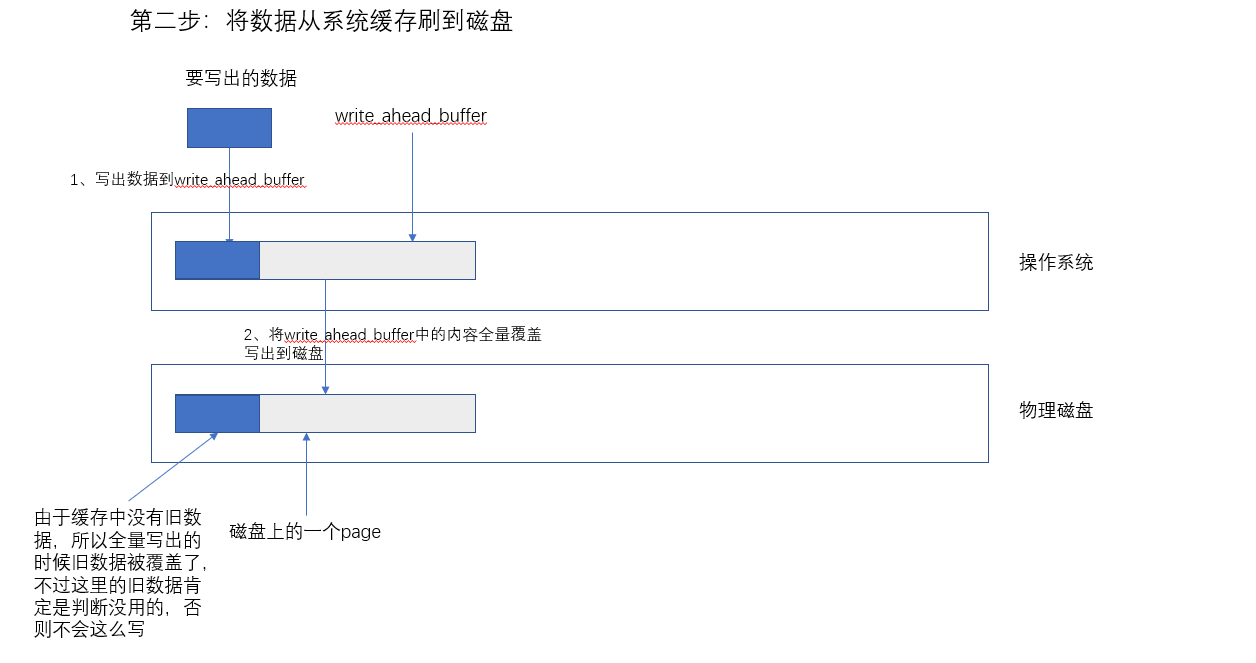 第二步：将数据从系统缓存刷到磁盘
要写出的数据
write_ahead_buffer
1、写出数据到write_ahead_buffer
操作系统
2、将write_ahead_buffer中的内容全量覆盖
写出到磁盘
物理磁盘
由于缓存中没有旧数
据，所以全量写出的
时候旧数据被覆盖了，
不过这里的旧数据肯
定是判断没用的，否
则不会这么写
磁盘上的一个page